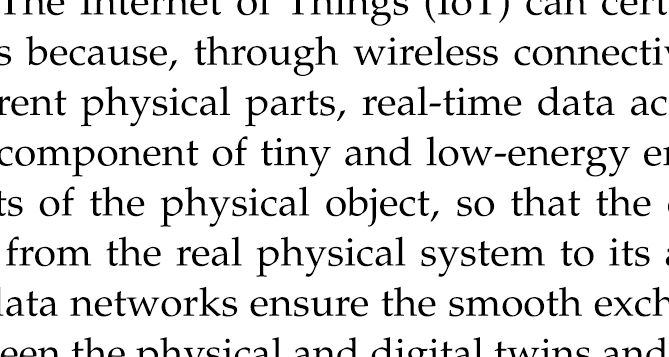 The Internet of Things (IoT) can cert
s because, through wireless connectiv
rent physical parts, real-time data ac
component of tiny and low-energy en
ts of the physical object, so that the
from the real physical system to its a
data networks ensure the smooth exch
een the physical and digital twins and